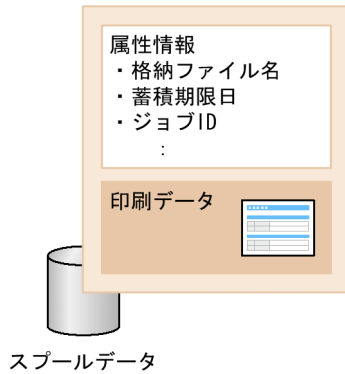 属性情報
・格納ファイル名
・蓄積期限日
・ジョブID
：
印刷データ
スプールデータ